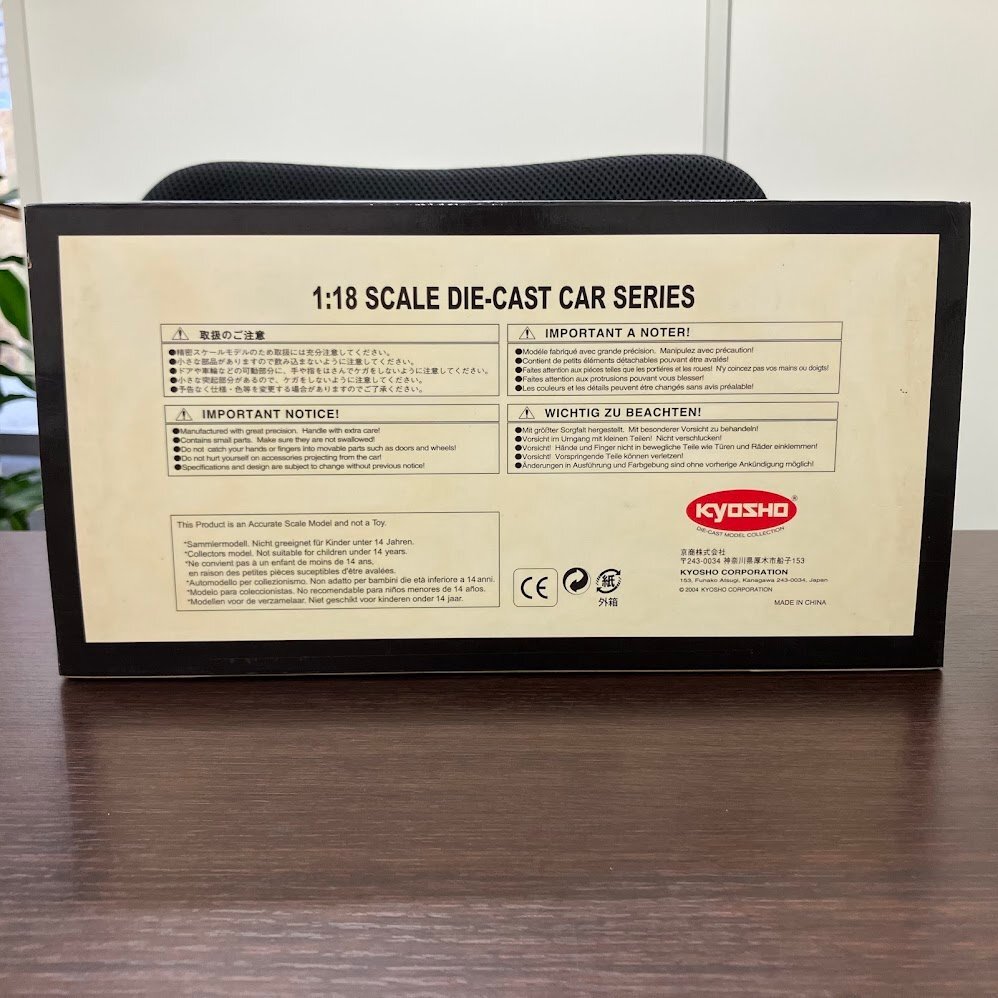 1:18 SCALE DIE-CAST CAR SERIES
取扱のご注意
●精密スケールモデルのため取扱には充分注意してください。
●小さな部品がありますので飲み込まないように注意してください。
●ドアや車輪などの可動部分に、手や指をはさんでケガをしないように注意してください。
●小さな突起部分があるので、ケガをしないように注意してください。
●予告なく仕様・色等を変更する場合がありますのでご了承ください。
IMPORTANT A NOTER!
●Modéle fabriqué avec grande précision. Manipulez avec précaution!
●Contient de petits éléments détachables pouvant être avalés!
●Faites attention aux pièces telles que les portiéres et les roues! N'y coincez pas vos mains ou doigts!
●Faites attention aux protrusions pouvant vous blesser!
●Les couleurs et les détails peuvent être changés sans avis préalable!
IMPORTANT NOTICE!
●Manufactured with great precision. Handle with extra care!
●Contains small parts. Make sure they are not swallowed!
●Do not catch your hands or fingers into movable parts such as doors and wheels!
●Do not hurt yourself on accessories projecting from the car!
●Specifications and design are subject to change without previous notice!
WICHTIG ZU BEACHTEN!
●Mit größter Sorgfalt hergestellt. Mit besonderer Vorsicht zu behandeln!
●Vorsicht im Umgang mit kleinen Teilen! Nicht verschlucken!
●Vorsicht! Hände und Finger nicht in bewegliche Teile wie Türen und Räder einklemmen!
●Vorsicht! Vorspringende Teile können verletzen!
●Änderungen in Ausführung und Farbgebung sind ohne vorherige Ankündigung möglich!
This Product is an Accurate Scale Model and not a Toy.
*Sammlermodell. Nicht greeignet für Kinder unter 14 Jahren.
*Collectors model. Not suitable for children under 14 years.
*Ne convient pas à un enfant de moins de 14 ans,
en raison des petites pièces suceptibles d'être avalées.
*Automodello per collezionismo. Non adatto per bambini die età inferiore a 14 anni.
*Modelo para coleccionistas. No recomendable para niños menores de 14 años.
*Modellen voor de verzamelaar. Niet geschikt voor kinderen onder 14 jaar.
CE
紙
外箱
KYOSHO®
DIE-CAST MODEL COLLECTION
京商株式会社
〒243-0034 神奈川県厚木市船子153
KYOSHO CORPORATION
153, Funako Atsugi, Kanagawa 243-0034, Japan
© 2004 KYOSHO CORPORATION
MADE IN CHINA